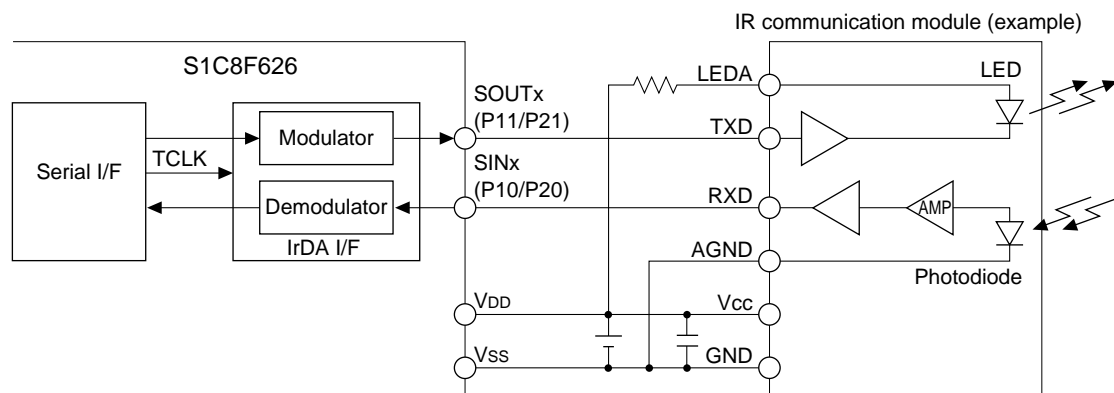 IR communication module (example)
S1C8F626
LEDA
LED
SOUTx
(P11/P21)
Modulator
TXD
TCLK
Serial I/F
SINx
(P10/P20)
Demodulator
RXD
AMP
IrDA I/F
AGND
Photodiode
VDD
Vcc
VSS
GND